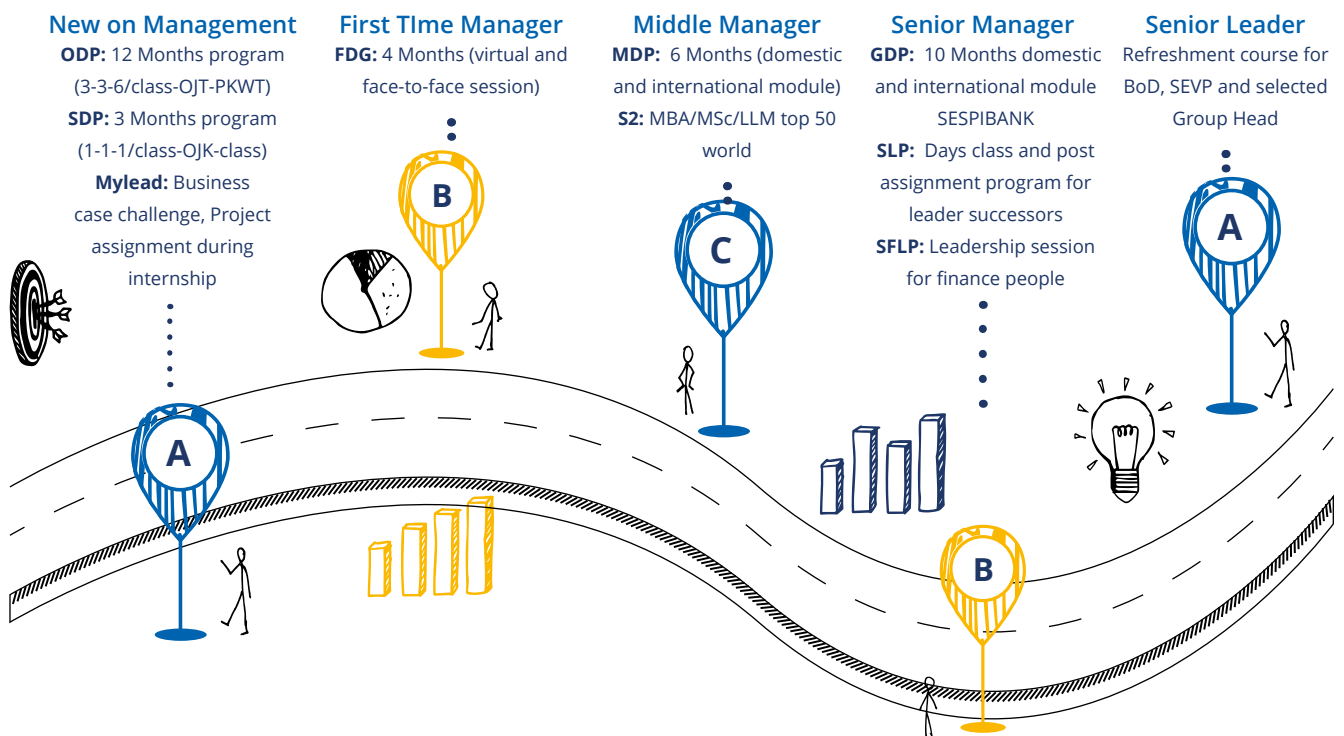 New on Management
ODP: 12 Months program
(3-3-6/class-OJT-PKWT)
SDP: 3 Months program
(1-1-1/class-OJK-class)
Mylead: Business
case challenge, Project
assignment during
internship
A
First TIme Manager
FDG: 4 Months (virtual and
face-to-face session)
B
Middle Manager
MDP: 6 Months (domestic
and international module)
S2: MBA/MSc/LLM top 50
world
C
Senior Manager
GDP: 10 Months domestic
and international module
SESPIBANK
SLP: Days class and post
assignment program for
leader successors
SFLP: Leadership session
for finance people
B
Senior Leader
Refreshment course for
BoD, SEVP and selected
Group Head
A